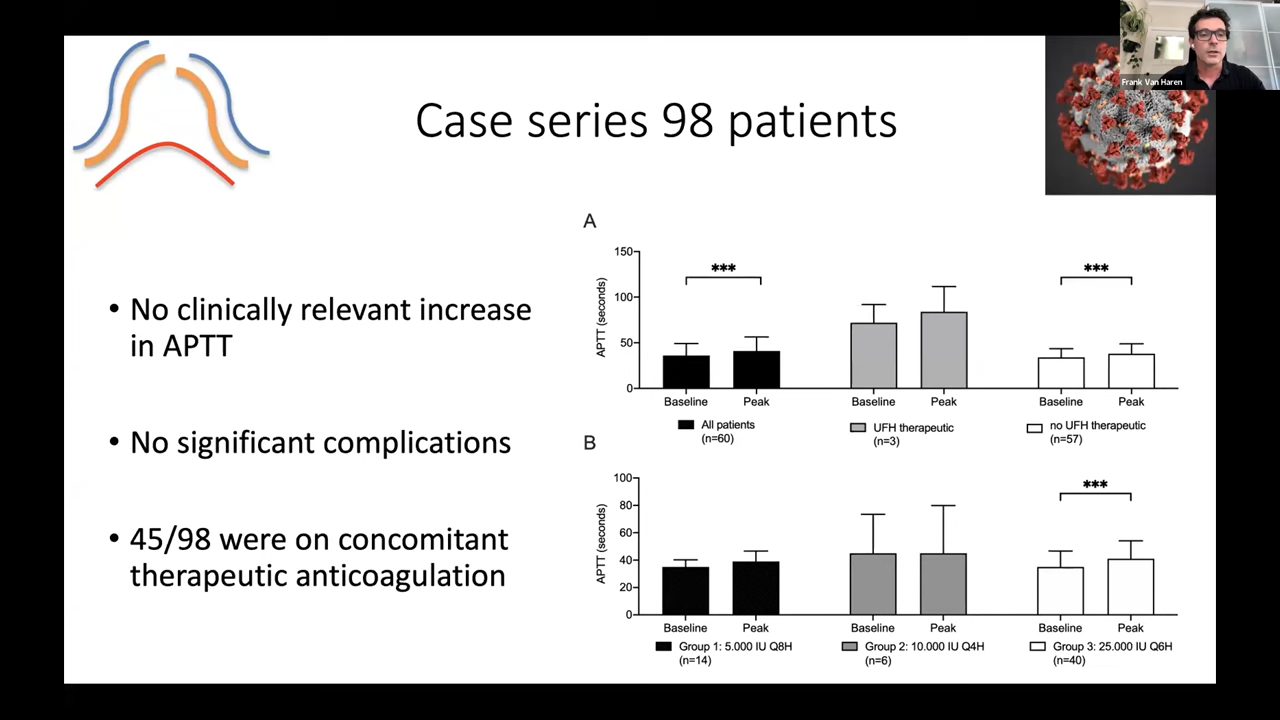 Frank Van Haren
Case series 98 patients
• No clinically relevant increase
in APTT
• No significant complications
• 45/98 were on concomitant
therapeutic anticoagulation
A
APTT (seconds)
150
100
50
0
***
***
Baseline
Peak
Baseline
Peak
Baseline
Peak
All patients
(n=60)
UFH therapeutic
(n=3)
no UFH therapeutic
(n=57)
B
APTT (seconds)
100
80
60
40
20
0
***
Baseline
Peak
Baseline
Peak
Baseline
Peak
Group 1: 5.000 IU Q8H
(n=14)
Group 2: 10.000 IU Q4H
(n=6)
Group 3: 25.000 IU Q6H
(n=40)